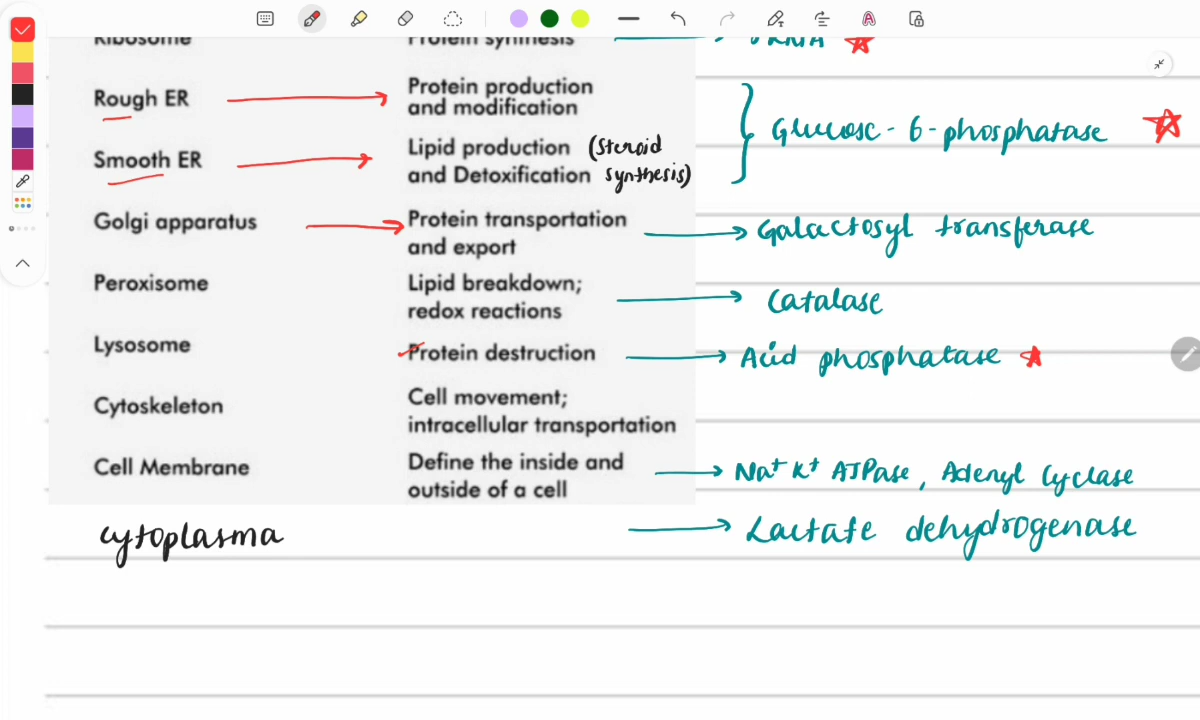 Ribosome Protein synthesis
Rough ER Protein production
and modification
Glucose - 6 - phosphatase
Smooth ER Lipid production (Steroid
and Detoxification synthesis)
Golgi apparatus Protein transportation
and export
Galactosyl transferase
Peroxisome Lipid breakdown;
redox reactions
Catalase
Lysosome Protein destruction Acid phosphatase
Cytoskeleton Cell movement;
intracellular transportation
Cell Membrane Define the inside and
outside of a cell
Na+ K+ ATPase, Adenyl cyclase
cytoplasma Lactate dehydrogenase